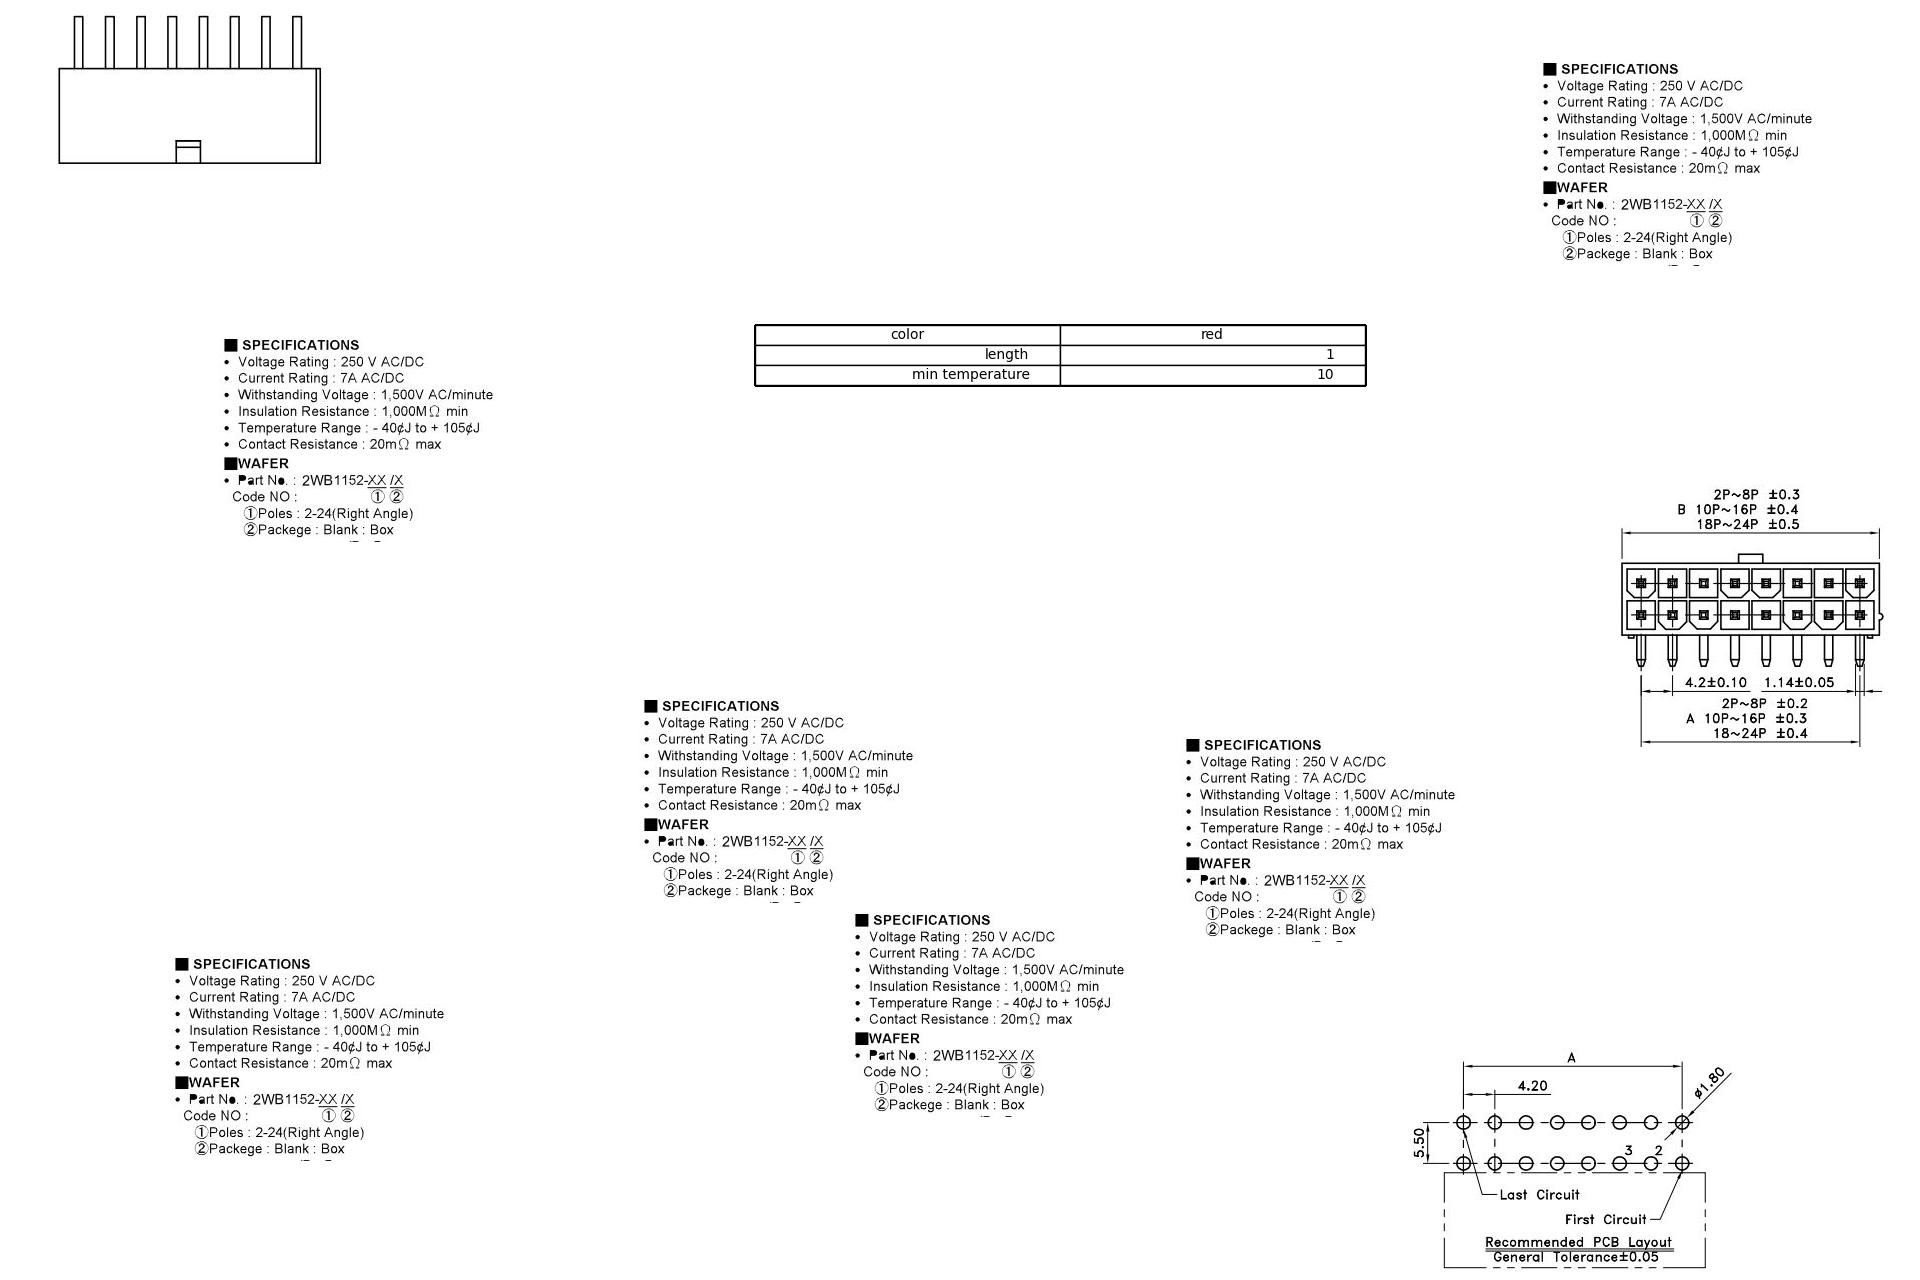 ■ SPECIFICATIONS
• Voltage Rating : 250 V AC/DC
• Current Rating : 7A AC/DC
• Withstanding Voltage : 1,500V AC/minute
• Insulation Resistance : 1,000MΩ min
• Temperature Range : - 40¢J to + 105¢J
• Contact Resistance : 20mΩ max
■WAFER
• Part No. : 2WB1152-XX /X
Code NO : ① ②
①Poles : 2-24(Right Angle)
②Packege : Blank : Box
color red
length 1
min temperature 10
■ SPECIFICATIONS
• Voltage Rating : 250 V AC/DC
• Current Rating : 7A AC/DC
• Withstanding Voltage : 1,500V AC/minute
• Insulation Resistance : 1,000MΩ min
• Temperature Range : - 40¢J to + 105¢J
• Contact Resistance : 20mΩ max
■WAFER
• Part No. : 2WB1152-XX /X
Code NO : ① ②
①Poles : 2-24(Right Angle)
②Packege : Blank : Box
2P~8P ±0.3
B 10P~16P ±0.4
18P~24P ±0.5
4.2±0.10 1.14±0.05
2P~8P ±0.2
A 10P~16P ±0.3
18~24P ±0.4
■ SPECIFICATIONS
• Voltage Rating : 250 V AC/DC
• Current Rating : 7A AC/DC
• Withstanding Voltage : 1,500V AC/minute
• Insulation Resistance : 1,000MΩ min
• Temperature Range : - 40¢J to + 105¢J
• Contact Resistance : 20mΩ max
■WAFER
• Part No. : 2WB1152-XX /X
Code NO : ① ②
①Poles : 2-24(Right Angle)
②Packege : Blank : Box
■ SPECIFICATIONS
• Voltage Rating : 250 V AC/DC
• Current Rating : 7A AC/DC
• Withstanding Voltage : 1,500V AC/minute
• Insulation Resistance : 1,000MΩ min
• Temperature Range : - 40¢J to + 105¢J
• Contact Resistance : 20mΩ max
■WAFER
• Part No. : 2WB1152-XX /X
Code NO : ① ②
①Poles : 2-24(Right Angle)
②Packege : Blank : Box
■ SPECIFICATIONS
• Voltage Rating : 250 V AC/DC
• Current Rating : 7A AC/DC
• Withstanding Voltage : 1,500V AC/minute
• Insulation Resistance : 1,000MΩ min
• Temperature Range : - 40¢J to + 105¢J
• Contact Resistance : 20mΩ max
■WAFER
• Part No. : 2WB1152-XX /X
Code NO : ① ②
①Poles : 2-24(Right Angle)
②Packege : Blank : Box
■ SPECIFICATIONS
• Voltage Rating : 250 V AC/DC
• Current Rating : 7A AC/DC
• Withstanding Voltage : 1,500V AC/minute
• Insulation Resistance : 1,000MΩ min
• Temperature Range : - 40¢J to + 105¢J
• Contact Resistance : 20mΩ max
■WAFER
• Part No. : 2WB1152-XX /X
Code NO : ① ②
①Poles : 2-24(Right Angle)
②Packege : Blank : Box
A
4.20
ø1.80
5.50
3 2
Last Circuit
First Circuit
Recommended PCB Layout
General Tolerance±0.05